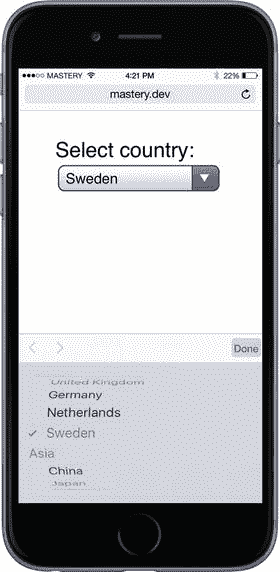 MASTERY 4:21 PM 22%
mastery.dev
Select country:
Sweden
Done
United Kingdom
Germany
Netherlands
✓ Sweden
Asia
China
Japan